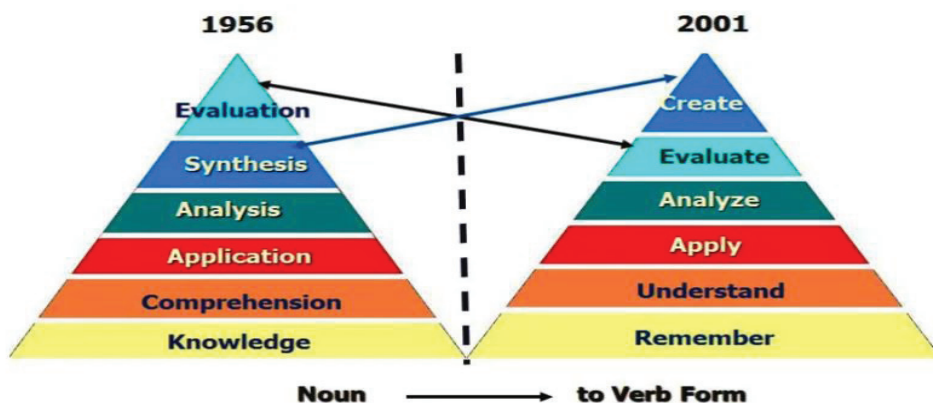 1956
Evaluation
Synthesis
Analysis
Application
Comprehension
Knowledge
2001
Create
Evaluate
Analyze
Apply
Understand
Remember
Noun to Verb Form